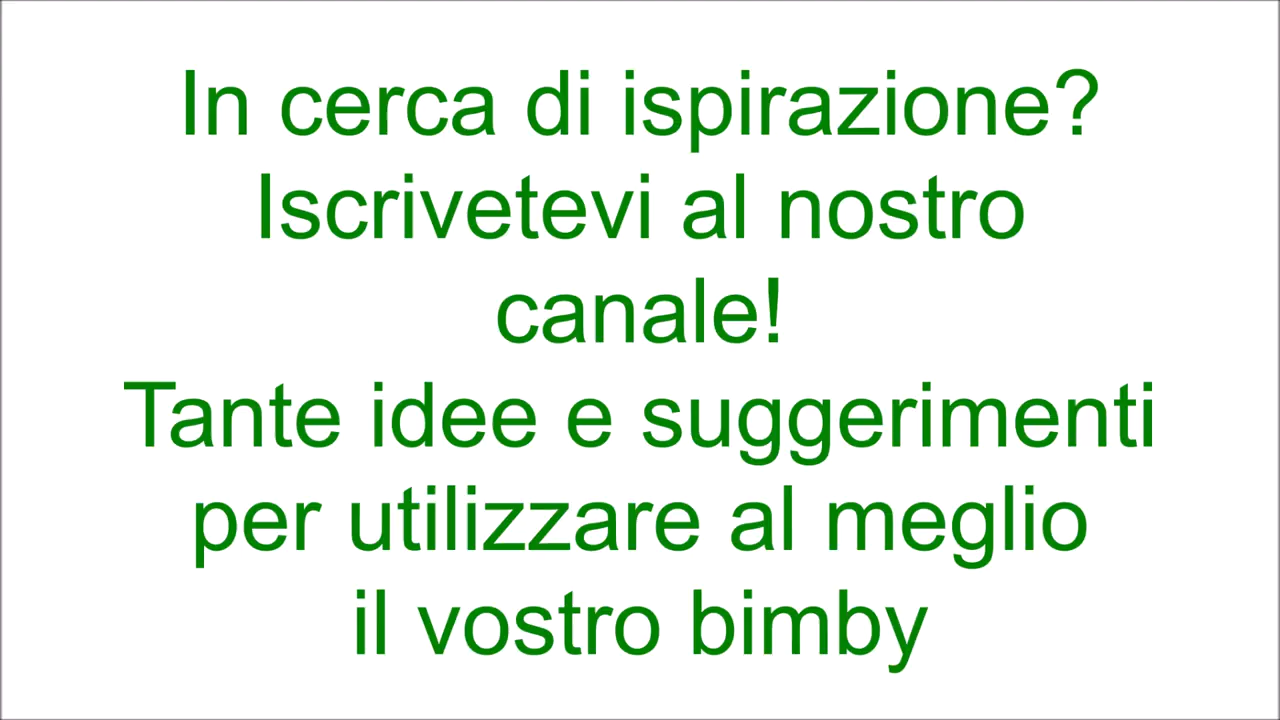 In cerca di ispirazione?
Iscrivetevi al nostro
canale!
Tante idee e suggerimenti
per utilizzare al meglio
il vostro bimby